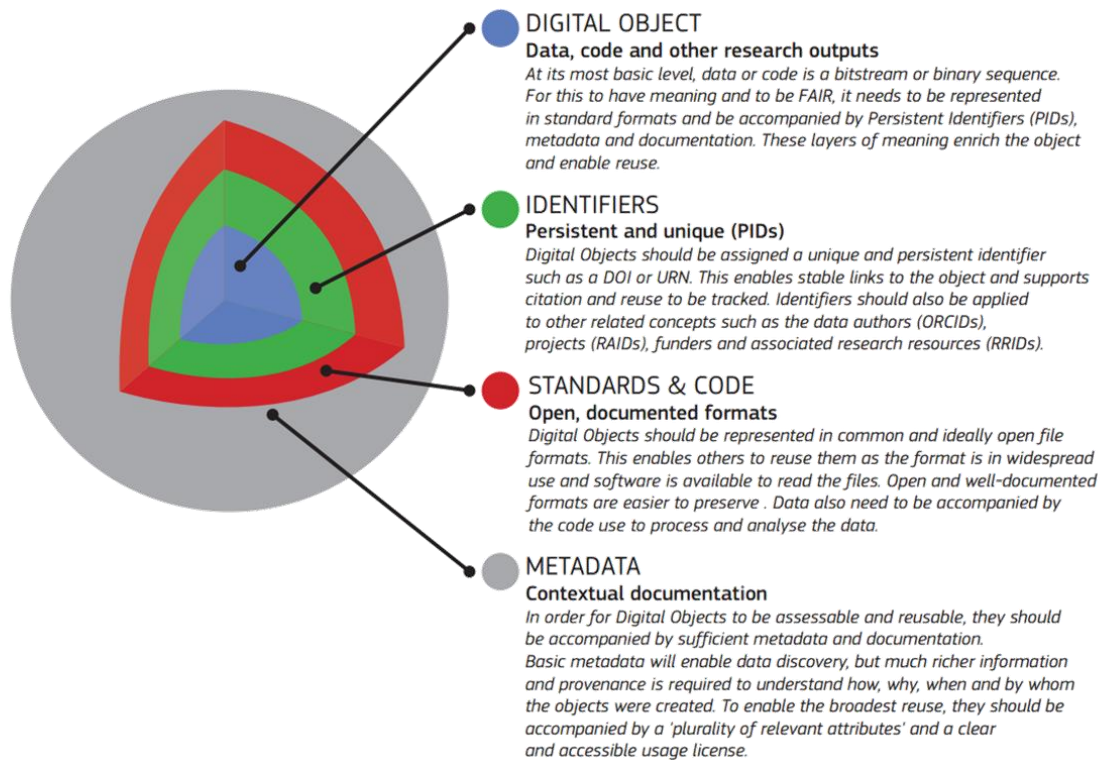 DIGITAL OBJECT
Data, code and other research outputs
At its most basic level, data or code is a bitstream or binary sequence.
For this to have meaning and to be FAIR, it needs to be represented
in standard formats and be accompanied by Persistent Identifiers (PIDs),
metadata and documentation. These layers of meaning enrich the object
and enable reuse.
IDENTIFIERS
Persistent and unique (PIDs)
Digital Objects should be assigned a unique and persistent identifier
such as a DOI or URN. This enables stable links to the object and supports
citation and reuse to be tracked. Identifiers should also be applied
to other related concepts such as the data authors (ORCIDs),
projects (RAIDs), funders and associated research resources (RRIDs).
STANDARDS & CODE
Open, documented formats
Digital Objects should be represented in common and ideally open file
formats. This enables others to reuse them as the format is in widespread
use and software is available to read the files. Open and well-documented
formats are easier to preserve . Data also need to be accompanied by
the code use to process and analyse the data.
METADATA
Contextual documentation
In order for Digital Objects to be assessable and reusable, they should
be accompanied by sufficient metadata and documentation.
Basic metadata will enable data discovery, but much richer information
and provenance is required to understand how, why, when and by whom
the objects were created. To enable the broadest reuse, they should be
accompanied by a 'plurality of relevant attributes' and a clear
and accessible usage license.